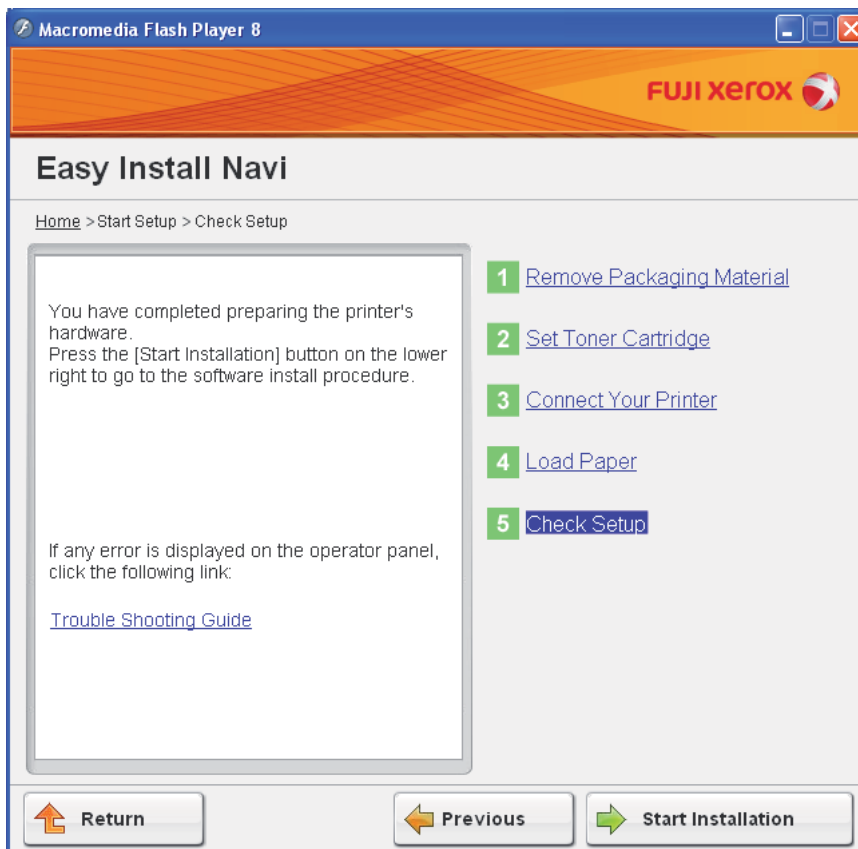 Macromedia Flash Player 8
FUJI xerox
Easy Install Navi
Home > Start Setup > Check Setup
You have completed preparing the printer's
hardware.
Press the [Start Installation] button on the lower
right to go to the software install procedure.
If any error is displayed on the operator panel,
click the following link:
Trouble Shooting Guide
1 Remove Packaging Material
2 Set Toner Cartridge
3 Connect Your Printer
4 Load Paper
5 Check Setup
Return
Previous
Start Installation